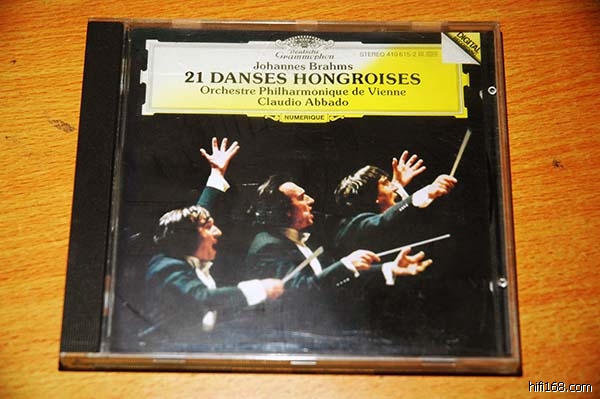 Deutsche
Grammophon
STEREO 410 615-2
Johannes Brahms
21 DANSES HONGROISES
Orchestre Philharmonique de Vienne
Claudio Abbado
NUMERIQUE
DIGITAL
hifi168.com